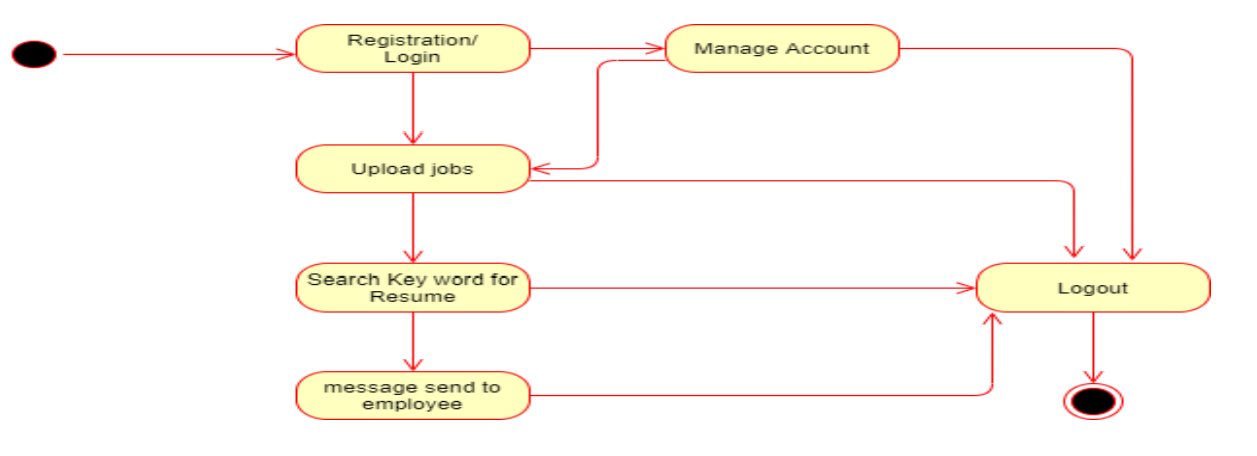 Registration/
Login
Manage Account
Upload jobs
Search Key word for
Resume
Logout
message send to
employee